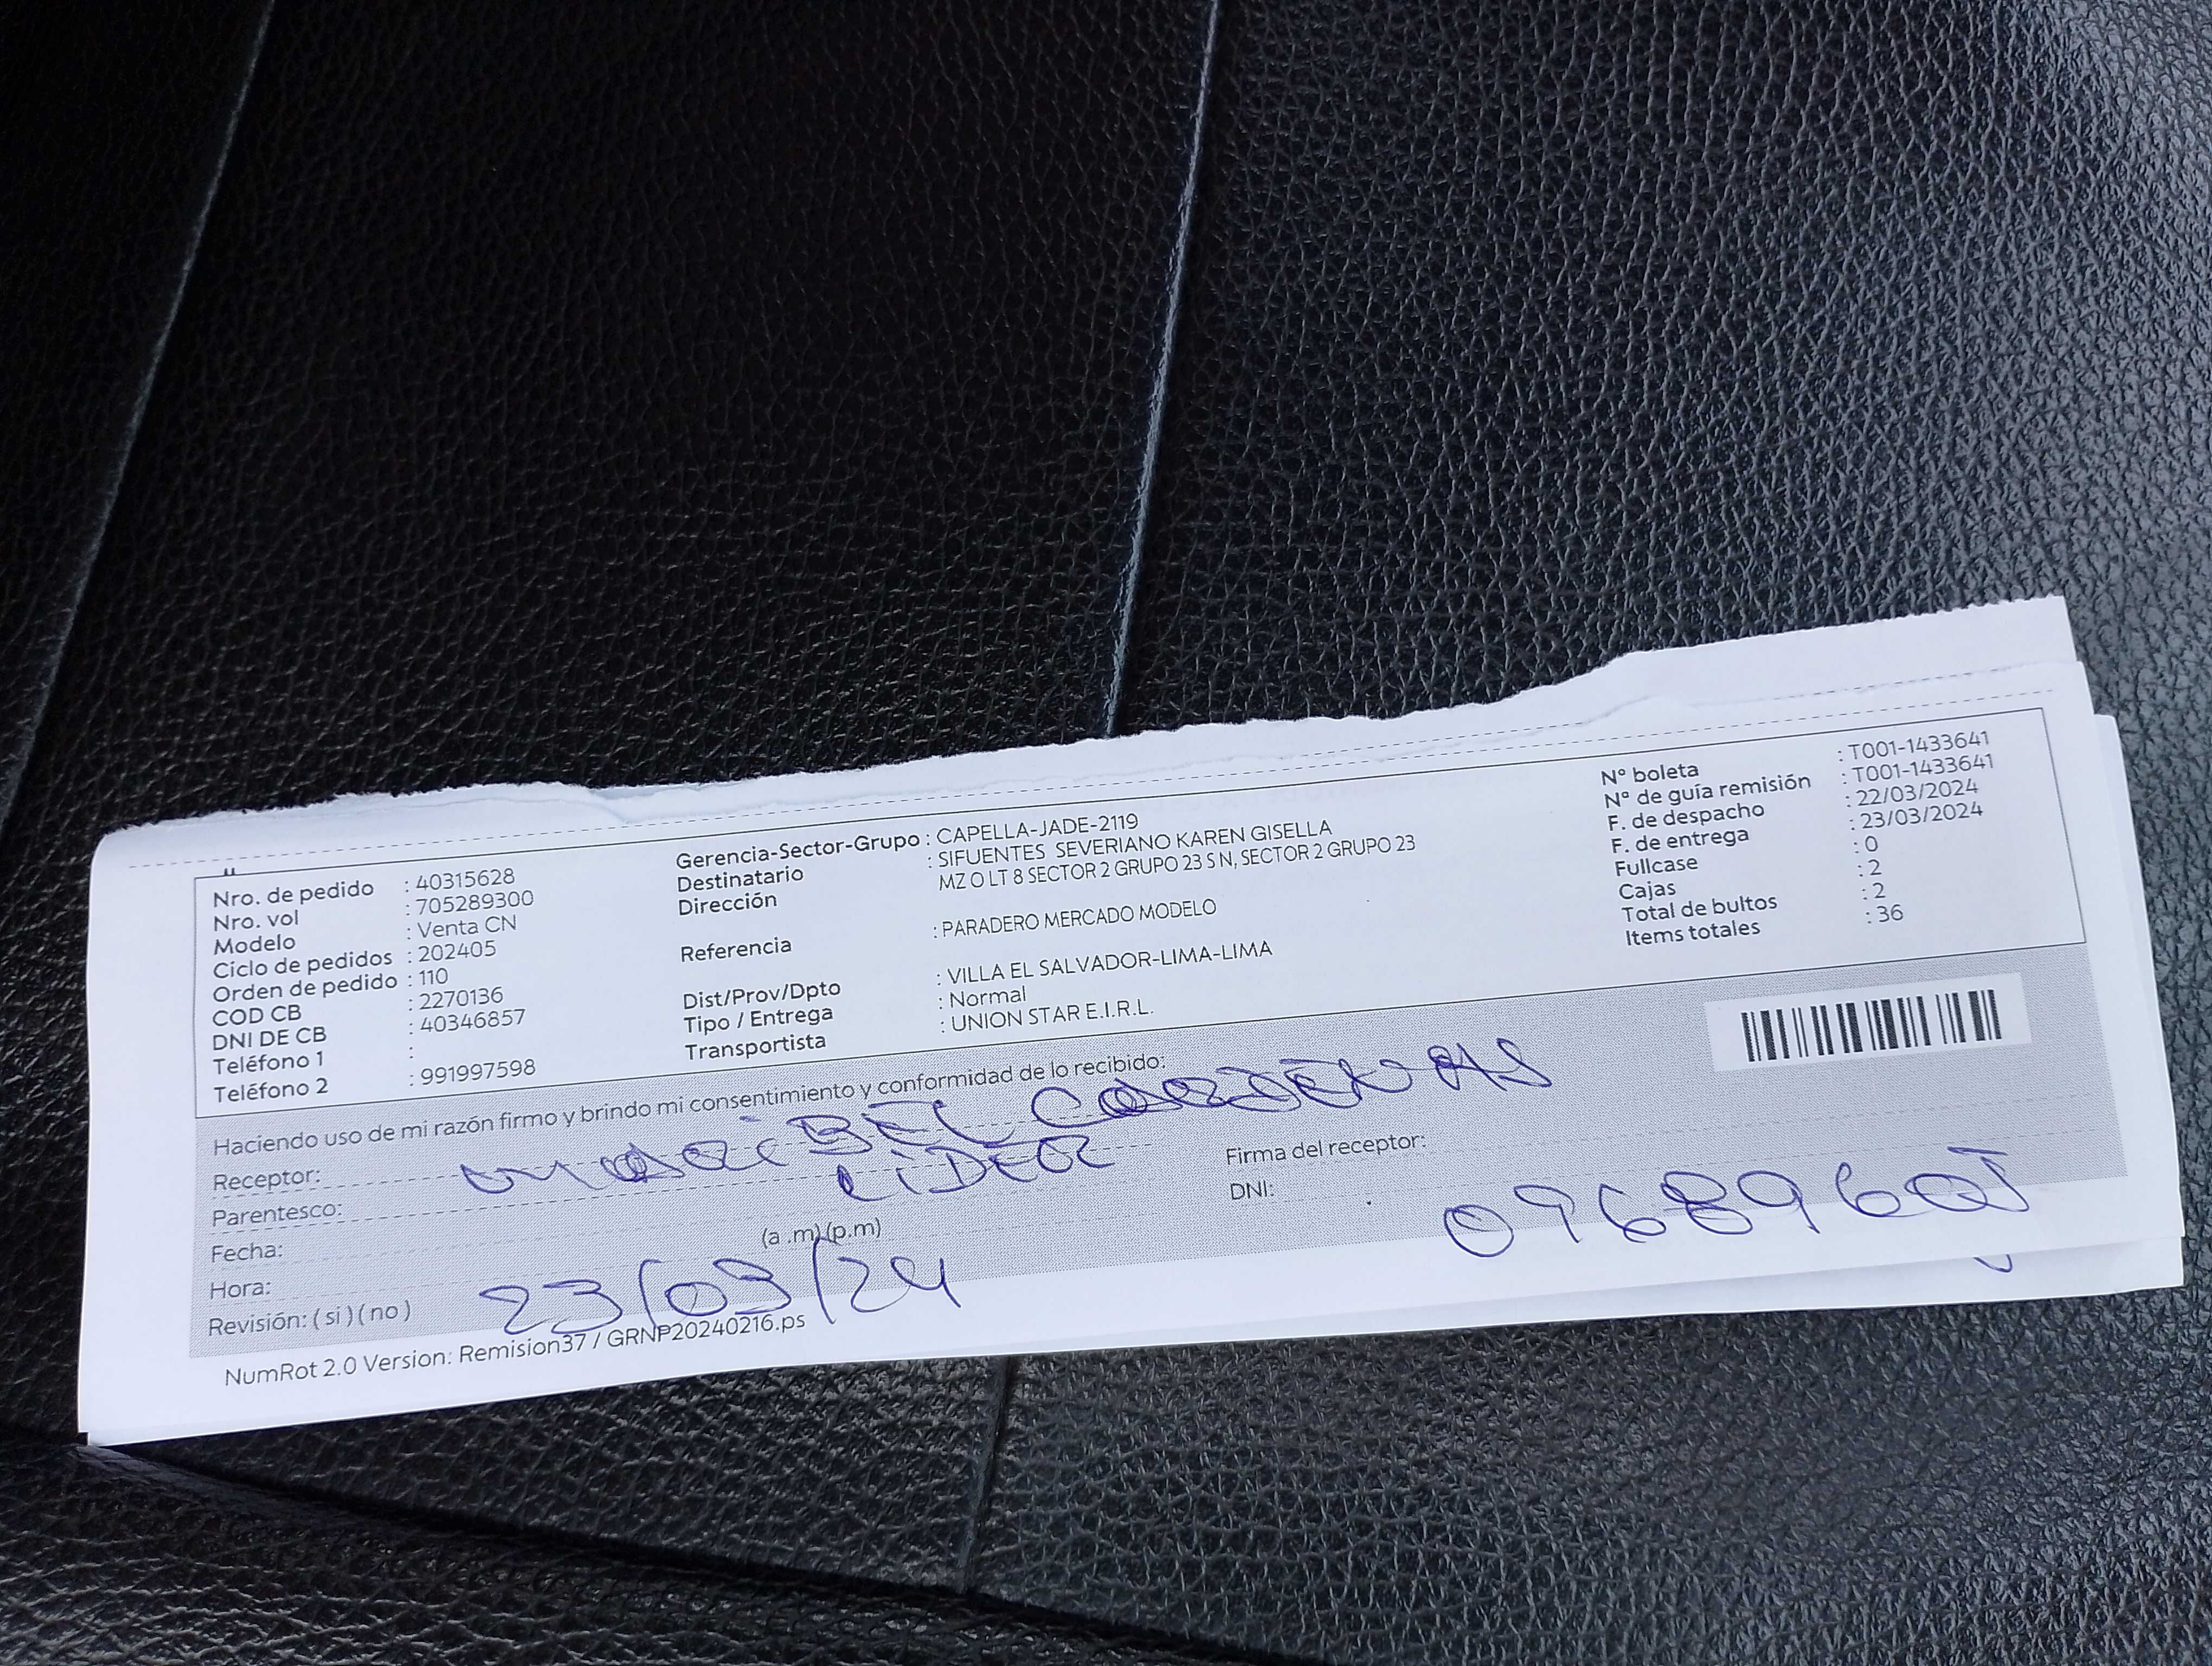 Nro. de pedido : 40315628
Nro. vol : 705289300
Modelo : Venta CN
Ciclo de pedidos : 202405
Orden de pedido : 110
COD CB : 2270136
DNI DE CB : 40346857
Teléfono 1 :
Teléfono 2 : 991997598
Gerencia-Sector-Grupo : CAPELLA-JADE-2119
Destinatario : SIFUENTES SEVERIANO KAREN GISELLA
Dirección MZ O LT 8 SECTOR 2 GRUPO 23 S N, SECTOR 2 GRUPO 23
Referencia : PARADERO MERCADO MODELO
Dist/Prov/Dpto : VILLA EL SALVADOR-LIMA-LIMA
Tipo / Entrega : Normal
Transportista : UNION STAR E.I.R.L.
N° boleta : T001-1433641
N° de guía remisión : T001-1433641
F. de despacho : 22/03/2024
F. de entrega : 23/03/2024
Fullcase : 0
Cajas : 2
Total de bultos : 2
Items totales : 36
Haciendo uso de mi razón firmo y brindo mi consentimiento y conformidad de lo recibido:
Receptor: mariBEL CARDENAS
Parentesco: LiDER
Fecha:
Hora: (a .m) (p.m)
Revisión: ( si ) ( no ) 23/03/24
Firma del receptor:
DNI: 09689605
NumRot 2.0 Version: Remision37 / GRNP20240216.ps